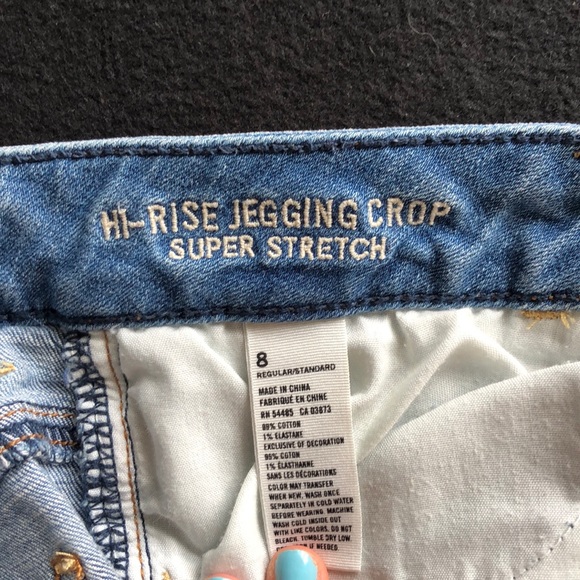 HI-RISE JEGGING CROP
SUPER STRETCH
8
REGULAR/STANDARD
MADE IN CHINA
FABRIQUÉ EN CHINE
RN 54485 CA 03873
99% COTTON
1% ELASTANE
EXCLUSIVE OF DECORATION
99% COTON
1% ÉLASTHANNE
SANS LES DÉCORATIONS
COLOR MAY TRANSFER
WHEN NEW. WASH ONCE
SEPARATELY IN COLD WATER
BEFORE WEARING. MACHINE
WASH COLD INSIDE OUT
WITH LIKE COLORS. DO NOT
BLEACH. TUMBLE DRY LOW.
IF NEEDED